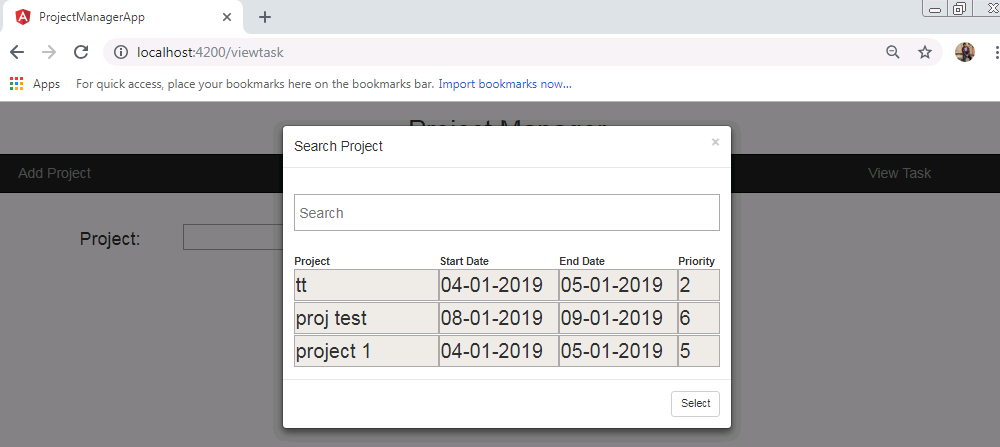 ProjectManagerApp
localhost:4200/viewtask
Apps For quick access, place your bookmarks here on the bookmarks bar. Import bookmarks now...
Project Manager
Search Project ×
Add Project View Task
Search
Project:
Project Start Date End Date Priority
tt 04-01-2019 05-01-2019 2
proj test 08-01-2019 09-01-2019 6
project 1 04-01-2019 05-01-2019 5
Select